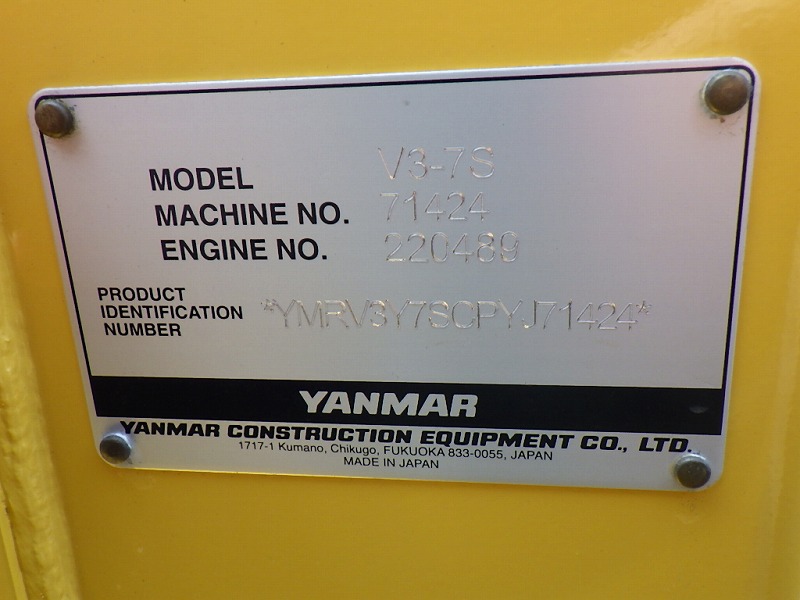 MODEL V3-7S
MACHINE NO. 71424
ENGINE NO. 220489
PRODUCT
IDENTIFICATION
NUMBER
*YMRV3Y7SCPYJ71424*
YANMAR
YANMAR CONSTRUCTION EQUIPMENT CO., LTD.
1717-1 Kumano, Chikugo, FUKUOKA 833-0055, JAPAN
MADE IN JAPAN